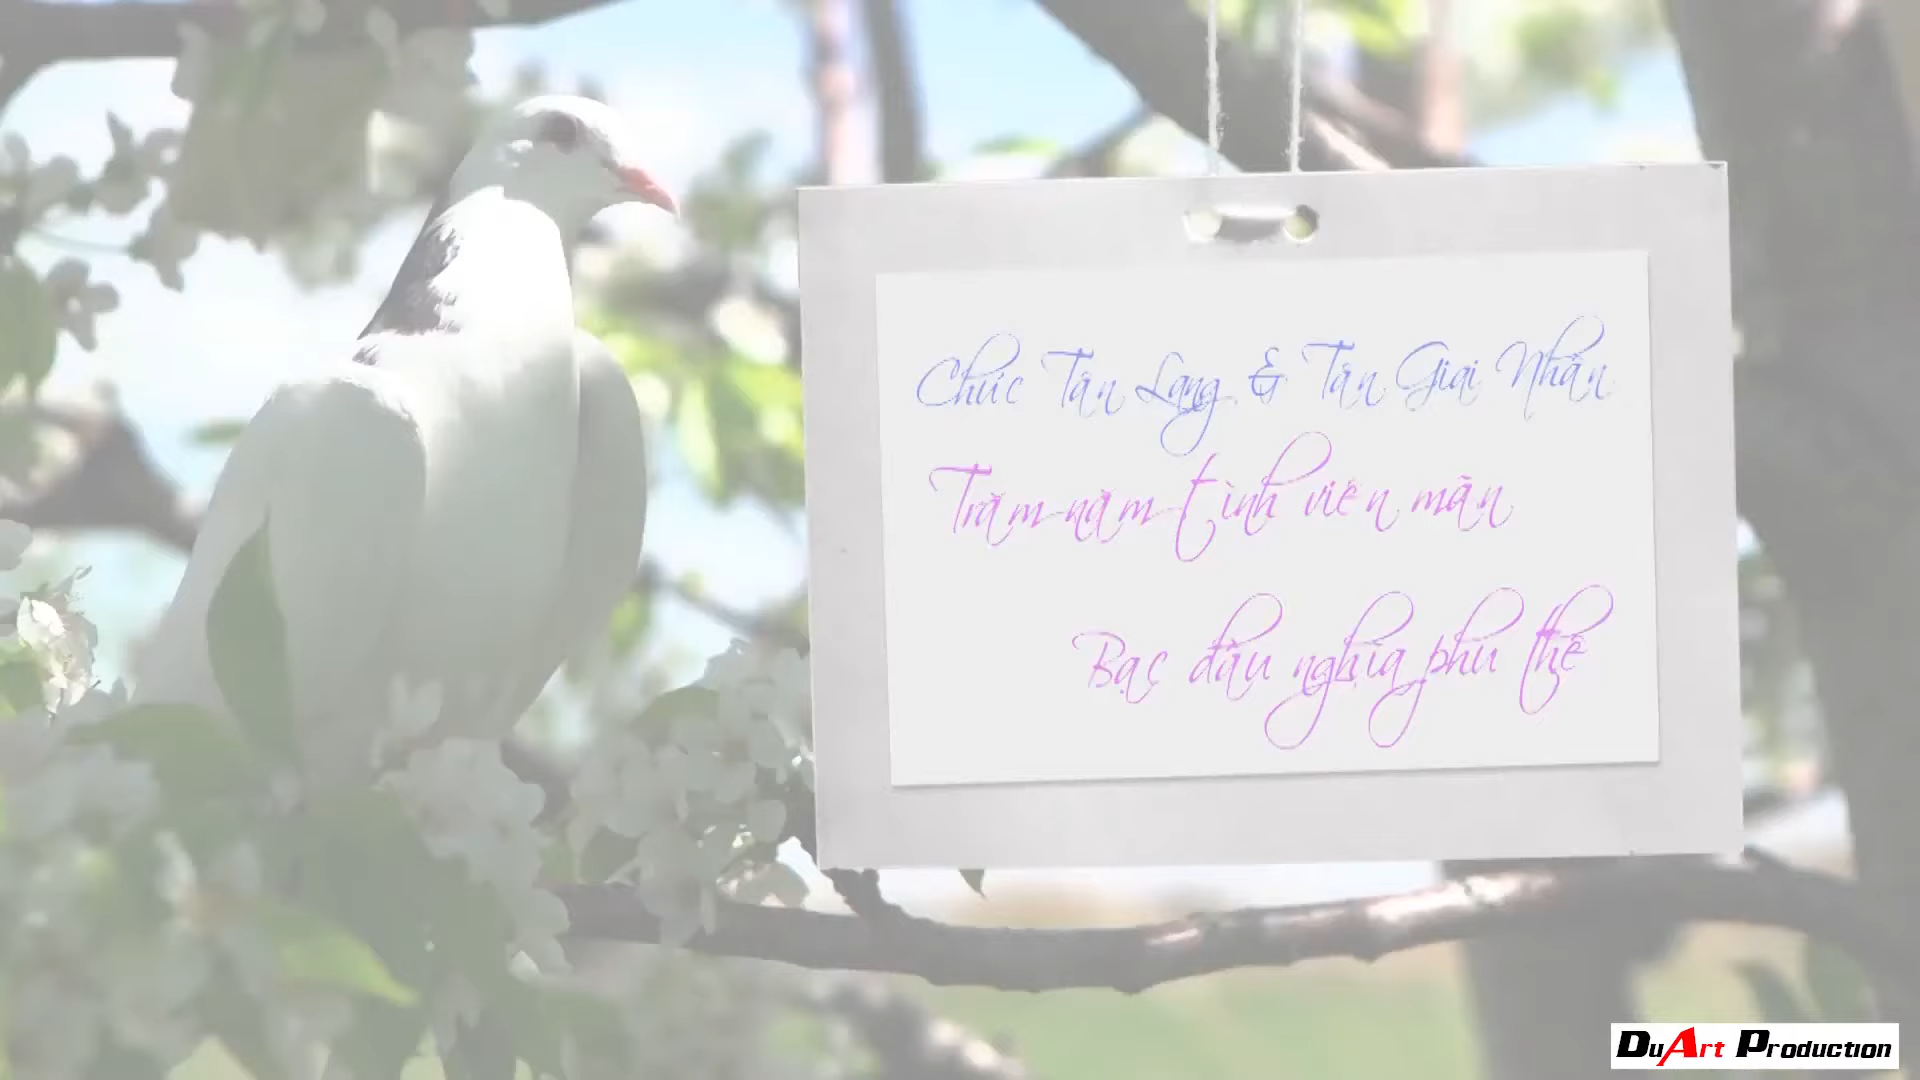 Chúc Tân Lang & Tân Giai Nhân
Trăm năm tình viên mãn
Bạc đầu nghĩa phu thê
DuArt Production